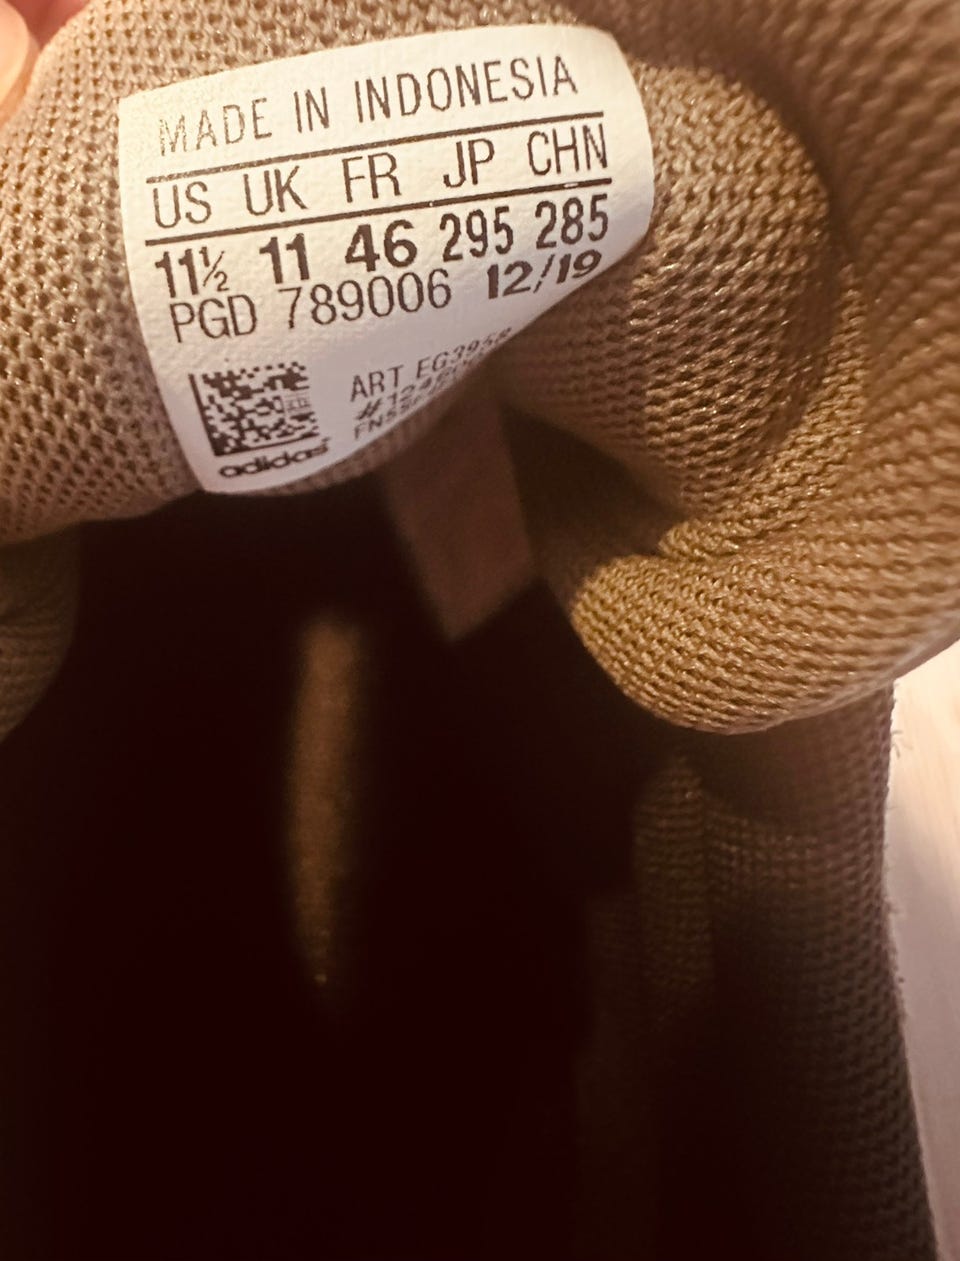 MADE IN INDONESIA
US UK FR JP CHN
11½ 11 46 295 285
PGD 789006 12/19
ART
adidas